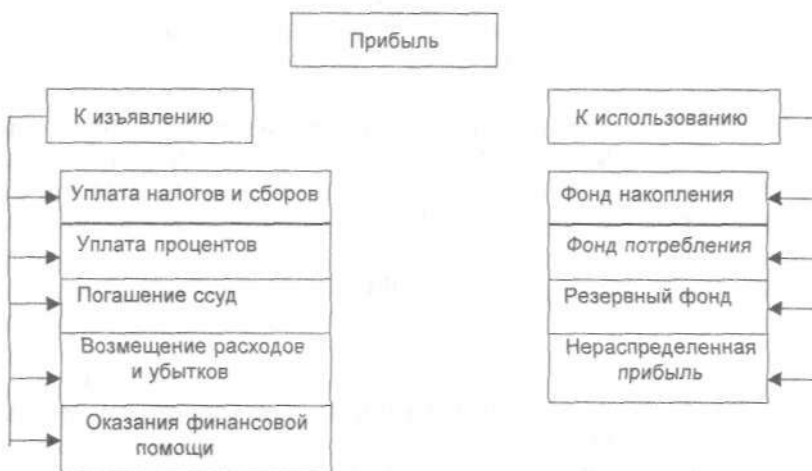 Прибыль
К изъявлению
Уплата налогов и сборов
Уплата процентов
Погашение ссуд
Возмещение расходов
и убытков
Оказания финансовой
помощи
К использованию
Фонд накопления
Фонд потребления
Резервный фонд
Нераспределенная
прибыль